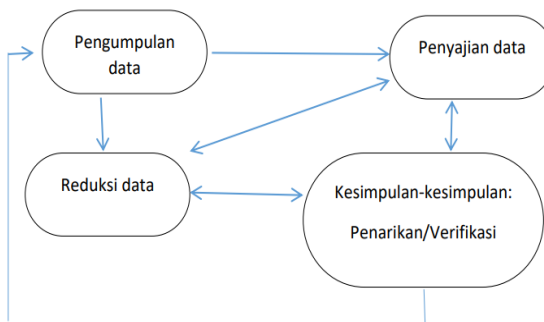 Pengumpulan
data
Penyajian data
Reduksi data
Kesimpulan-kesimpulan:
Penarikan/Verifikasi